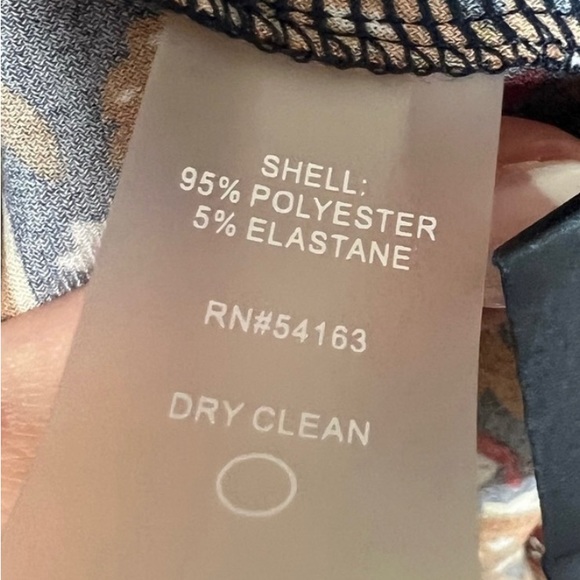 SHELL:
95% POLYESTER
5% ELASTANE
RN#54163
DRY CLEAN